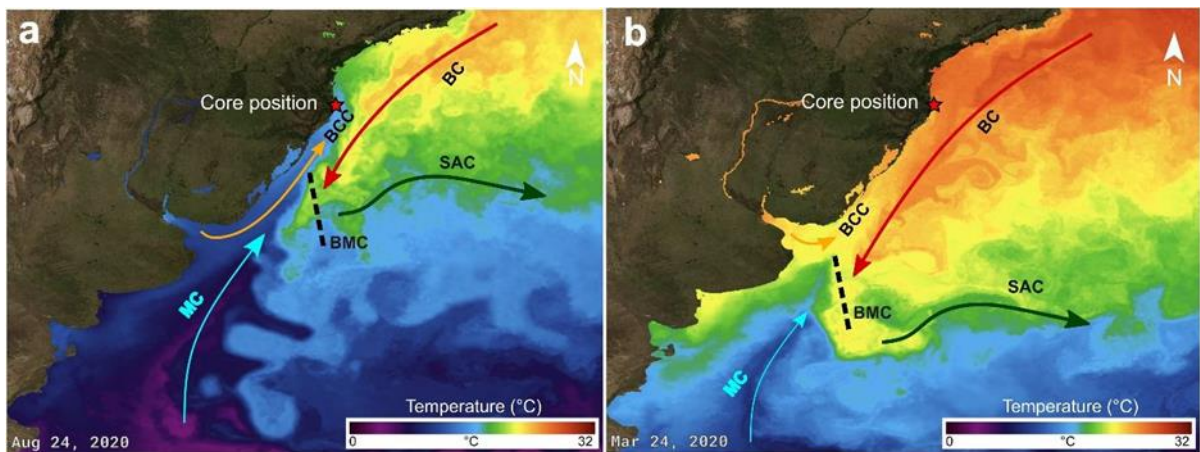 a
BC
N
Core position
BCC
SAC
BMC
MC
Temperature (°C)
0 °C 32
Aug 24, 2020
b
BC
N
Core position
BCC
SAC
BMC
MC
Temperature (°C)
0 °C 32
Mar 24, 2020